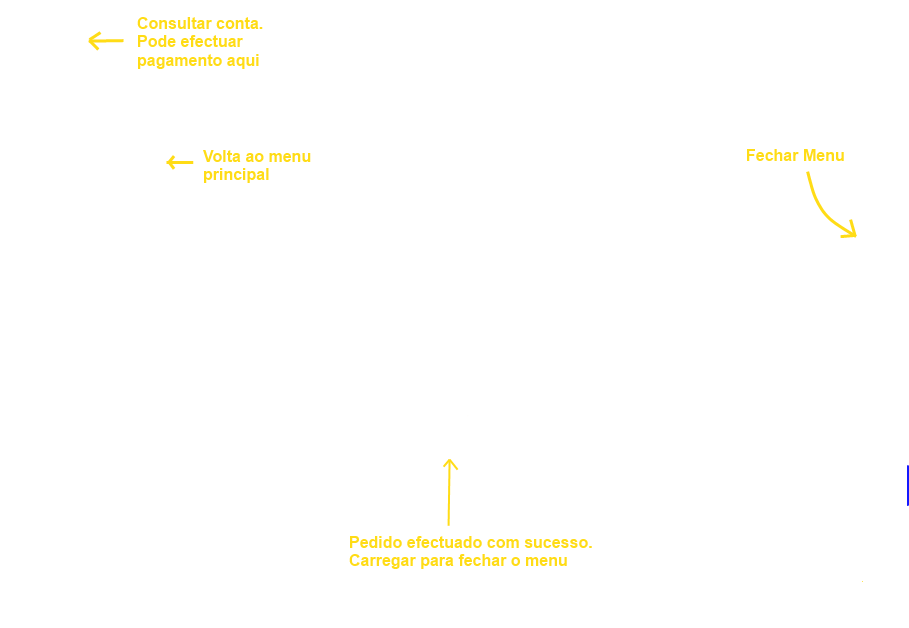 Consultar conta.
Pode efectuar
pagamento aqui
Volta ao menu
principal
Fechar Menu
Pedido efectuado com sucesso.
Carregar para fechar o menu